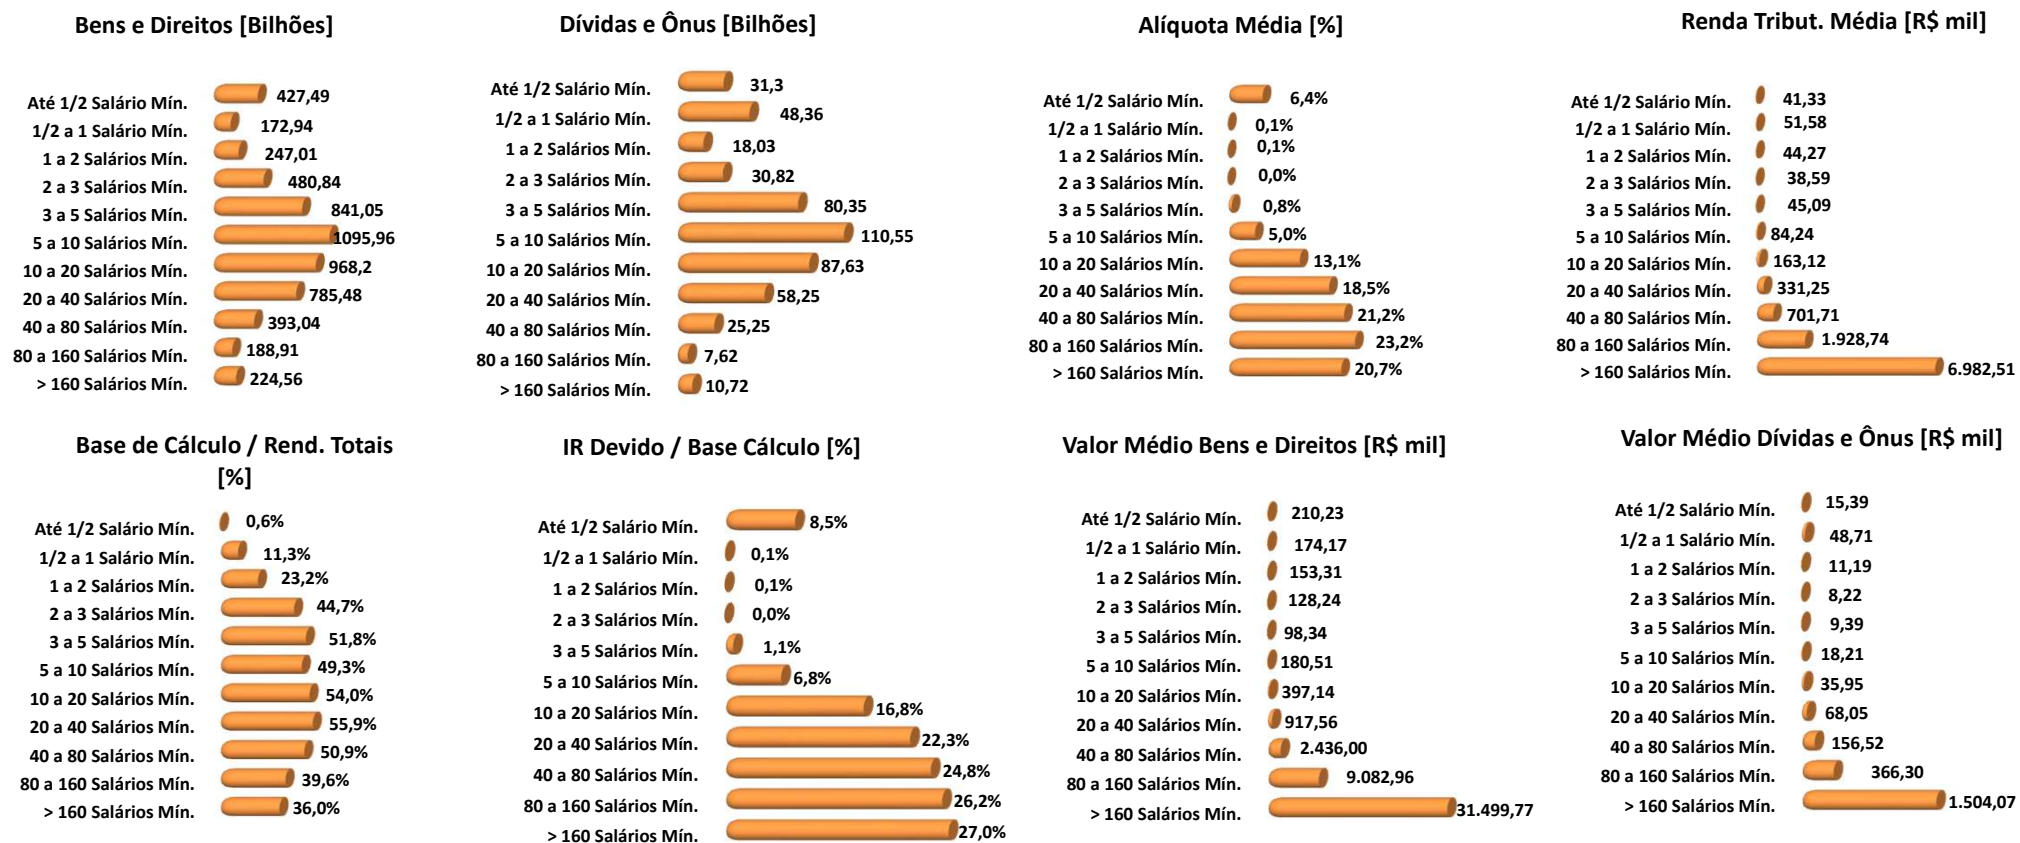 Bens e Direitos [Bilhões]
Até 1/2 Salário Mín. 427,49
1/2 a 1 Salário Mín. 172,94
1 a 2 Salários Mín. 247,01
2 a 3 Salários Mín. 480,84
3 a 5 Salários Mín. 841,05
5 a 10 Salários Mín. 1095,96
10 a 20 Salários Mín. 968,2
20 a 40 Salários Mín. 785,48
40 a 80 Salários Mín. 393,04
80 a 160 Salários Mín. 188,91
> 160 Salários Mín. 224,56
Dívidas e Ônus [Bilhões]
Até 1/2 Salário Mín. 31,3
1/2 a 1 Salário Mín. 48,36
1 a 2 Salários Mín. 18,03
2 a 3 Salários Mín. 30,82
3 a 5 Salários Mín. 80,35
5 a 10 Salários Mín. 110,55
10 a 20 Salários Mín. 87,63
20 a 40 Salários Mín. 58,25
40 a 80 Salários Mín. 25,25
80 a 160 Salários Mín. 7,62
> 160 Salários Mín. 10,72
Alíquota Média [%]
Até 1/2 Salário Mín. 6,4%
1/2 a 1 Salário Mín. 0,1%
1 a 2 Salários Mín. 0,1%
2 a 3 Salários Mín. 0,0%
3 a 5 Salários Mín. 0,8%
5 a 10 Salários Mín. 5,0%
10 a 20 Salários Mín. 13,1%
20 a 40 Salários Mín. 18,5%
40 a 80 Salários Mín. 21,2%
80 a 160 Salários Mín. 23,2%
> 160 Salários Mín. 20,7%
Renda Tribut. Média [R$ mil]
Até 1/2 Salário Mín. 41,33
1/2 a 1 Salário Mín. 51,58
1 a 2 Salários Mín. 44,27
2 a 3 Salários Mín. 38,59
3 a 5 Salários Mín. 45,09
5 a 10 Salários Mín. 84,24
10 a 20 Salários Mín. 163,12
20 a 40 Salários Mín. 331,25
40 a 80 Salários Mín. 701,71
80 a 160 Salários Mín. 1.928,74
> 160 Salários Mín. 6.982,51
Base de Cálculo / Rend. Totais
[%]
Até 1/2 Salário Mín. 0,6%
1/2 a 1 Salário Mín. 11,3%
1 a 2 Salários Mín. 23,2%
2 a 3 Salários Mín. 44,7%
3 a 5 Salários Mín. 51,8%
5 a 10 Salários Mín. 49,3%
10 a 20 Salários Mín. 54,0%
20 a 40 Salários Mín. 55,9%
40 a 80 Salários Mín. 50,9%
80 a 160 Salários Mín. 39,6%
> 160 Salários Mín. 36,0%
IR Devido / Base Cálculo [%]
Até 1/2 Salário Mín. 8,5%
1/2 a 1 Salário Mín. 0,1%
1 a 2 Salários Mín. 0,1%
2 a 3 Salários Mín. 0,0%
3 a 5 Salários Mín. 1,1%
5 a 10 Salários Mín. 6,8%
10 a 20 Salários Mín. 16,8%
20 a 40 Salários Mín. 22,3%
40 a 80 Salários Mín. 24,8%
80 a 160 Salários Mín. 26,2%
> 160 Salários Mín. 27,0%
Valor Médio Bens e Direitos [R$ mil]
Até 1/2 Salário Mín. 210,23
1/2 a 1 Salário Mín. 174,17
1 a 2 Salários Mín. 153,31
2 a 3 Salários Mín. 128,24
3 a 5 Salários Mín. 98,34
5 a 10 Salários Mín. 180,51
10 a 20 Salários Mín. 397,14
20 a 40 Salários Mín. 917,56
40 a 80 Salários Mín. 2.436,00
80 a 160 Salários Mín. 9.082,96
> 160 Salários Mín. 31.499,77
Valor Médio Dívidas e Ônus [R$ mil]
Até 1/2 Salário Mín. 15,39
1/2 a 1 Salário Mín. 48,71
1 a 2 Salários Mín. 11,19
2 a 3 Salários Mín. 8,22
3 a 5 Salários Mín. 9,39
5 a 10 Salários Mín. 18,21
10 a 20 Salários Mín. 35,95
20 a 40 Salários Mín. 68,05
40 a 80 Salários Mín. 156,52
80 a 160 Salários Mín. 366,30
> 160 Salários Mín. 1.504,07